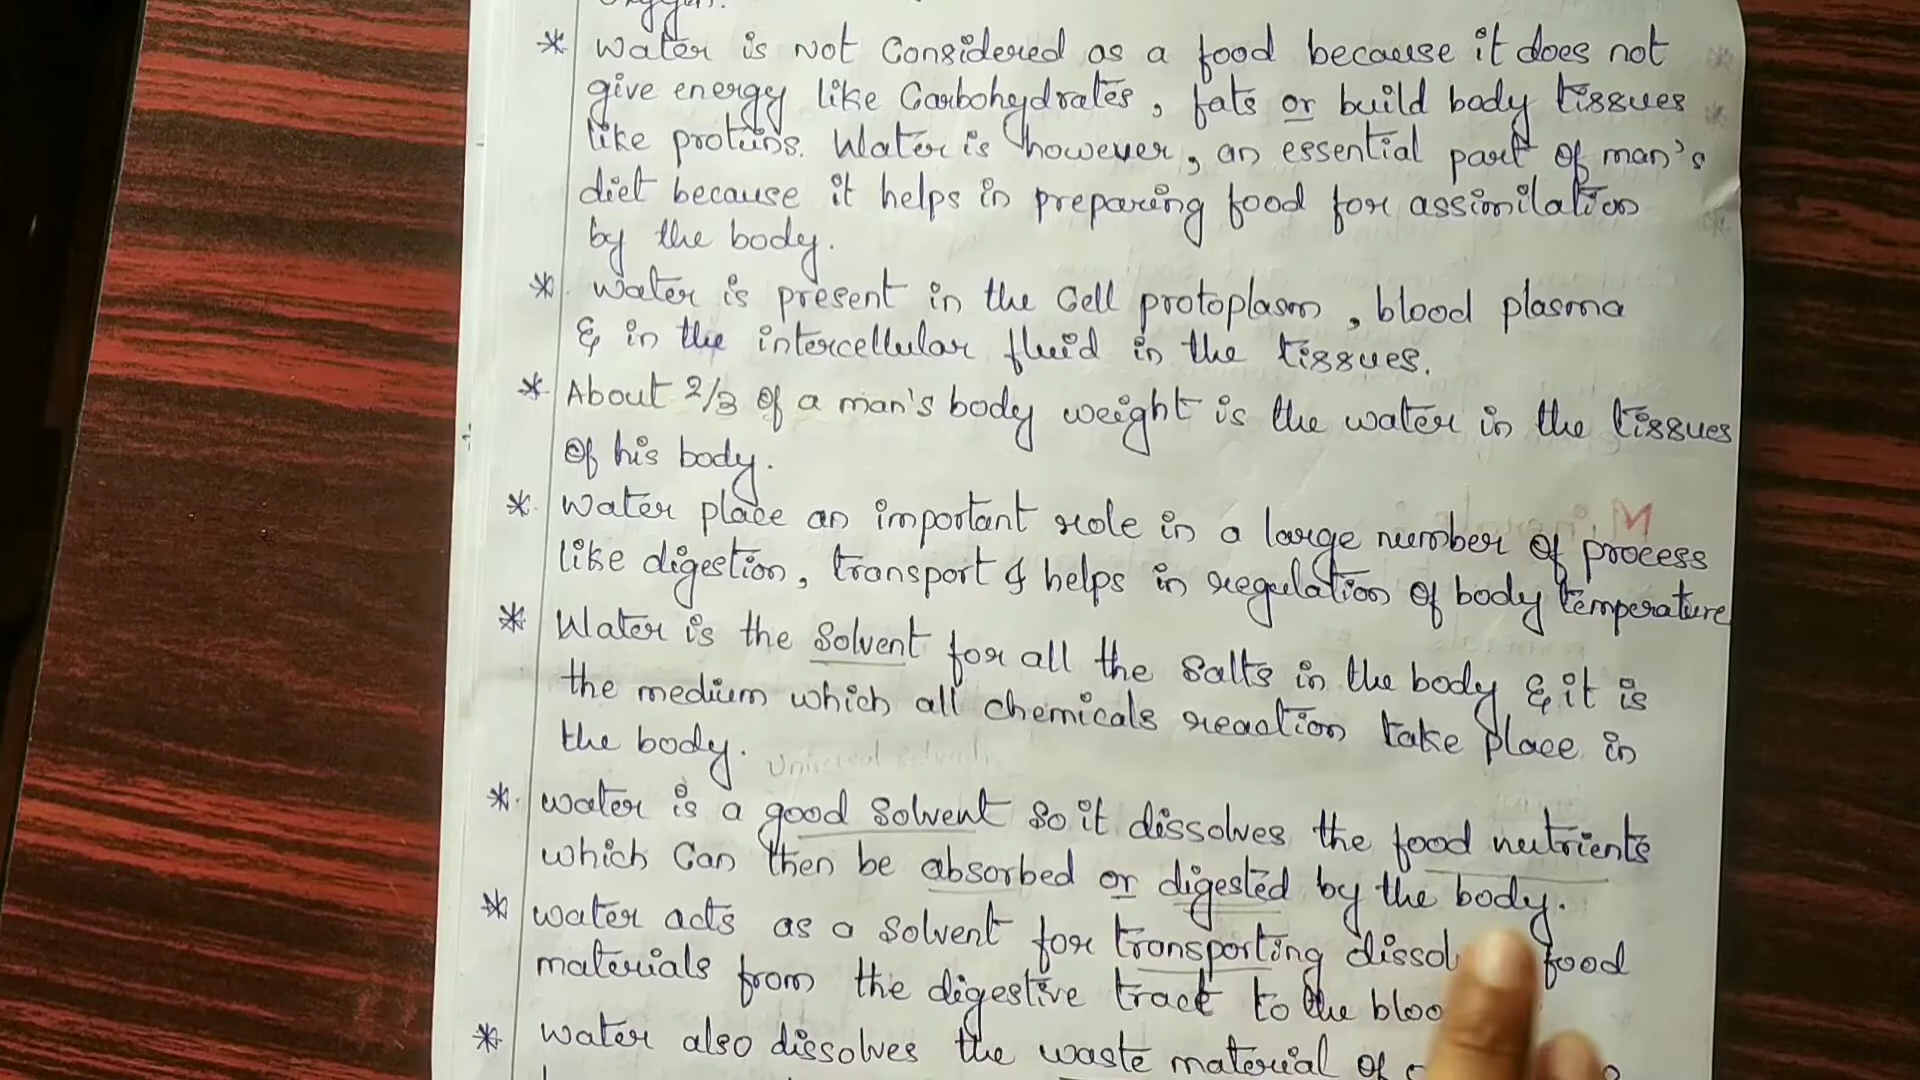 * Water is not Considered as a food because it does not
give energy like Carbohydrates, fats or build body tissues
like protins. Water is however, an essential part of man's
diet because it helps in preparing food for assimilation
by the body.
* Water is present in the Cell protoplasm, blood plasma
& in the intercellular fluid in the tissues.
* About 2/3 of a man's body weight is the water in the tissues
of his body.
M
* Water place an important role in a large number of process
like digestion, transport & helps in regulation of body temperature
* Water is the Solvent for all the Salts in the body & it is
the medium which all chemicals reaction take place in
the body. Universal solvent
* water is a good Solvent so it dissolves the food nutrients
which Can then be absorbed or digested by the body.
* water acts as a Solvent for transporting food
materials from the digestive tract to the
* water also dissolves the waste material of